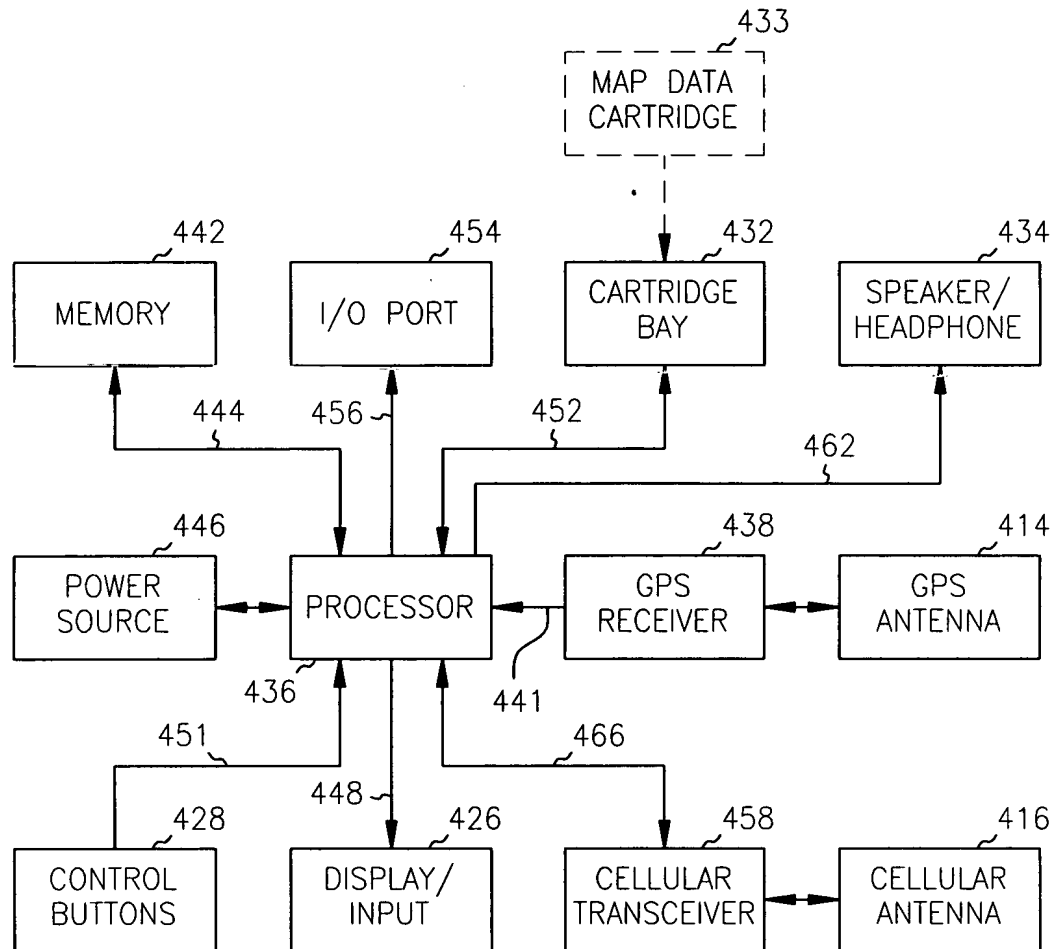 433
MAP DATA
CARTRIDGE
442
454
432
434
MEMORY
I/O PORT
CARTRIDGE
BAY
SPEAKER/
HEADPHONE
444
456
452
462
446
438
414
POWER
SOURCE
PROCESSOR
GPS
RECEIVER
GPS
ANTENNA
436
441
451
448
466
428
426
458
416
CONTROL
BUTTONS
DISPLAY/
INPUT
CELLULAR
TRANSCEIVER
CELLULAR
ANTENNA